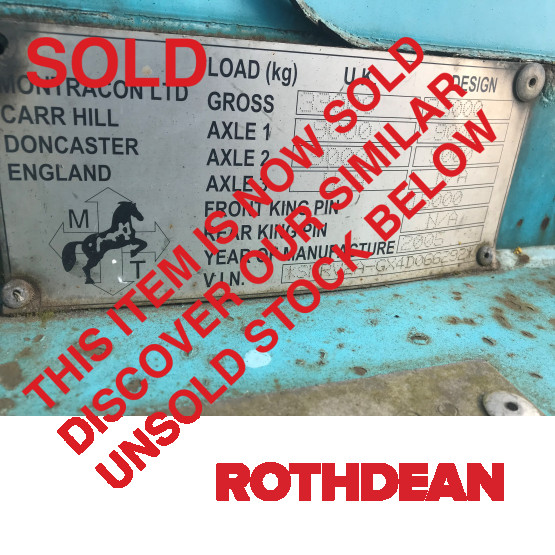 SOLD
MONTRACON LTD
CARR HILL
DONCASTER
ENGLAND
M
T
LOAD (kg) U.K. DESIGN
GROSS
AXLE 1
AXLE 2
AXLE
FRONT KING PIN
REAR KING PIN N/A
YEAR OF MANUFACTURE 2006
V.I.N.
THIS ITEM IS NOW SOLD
DISCOVER OUR SIMILAR
UNSOLD STOCK BELOW
ROTHDEAN